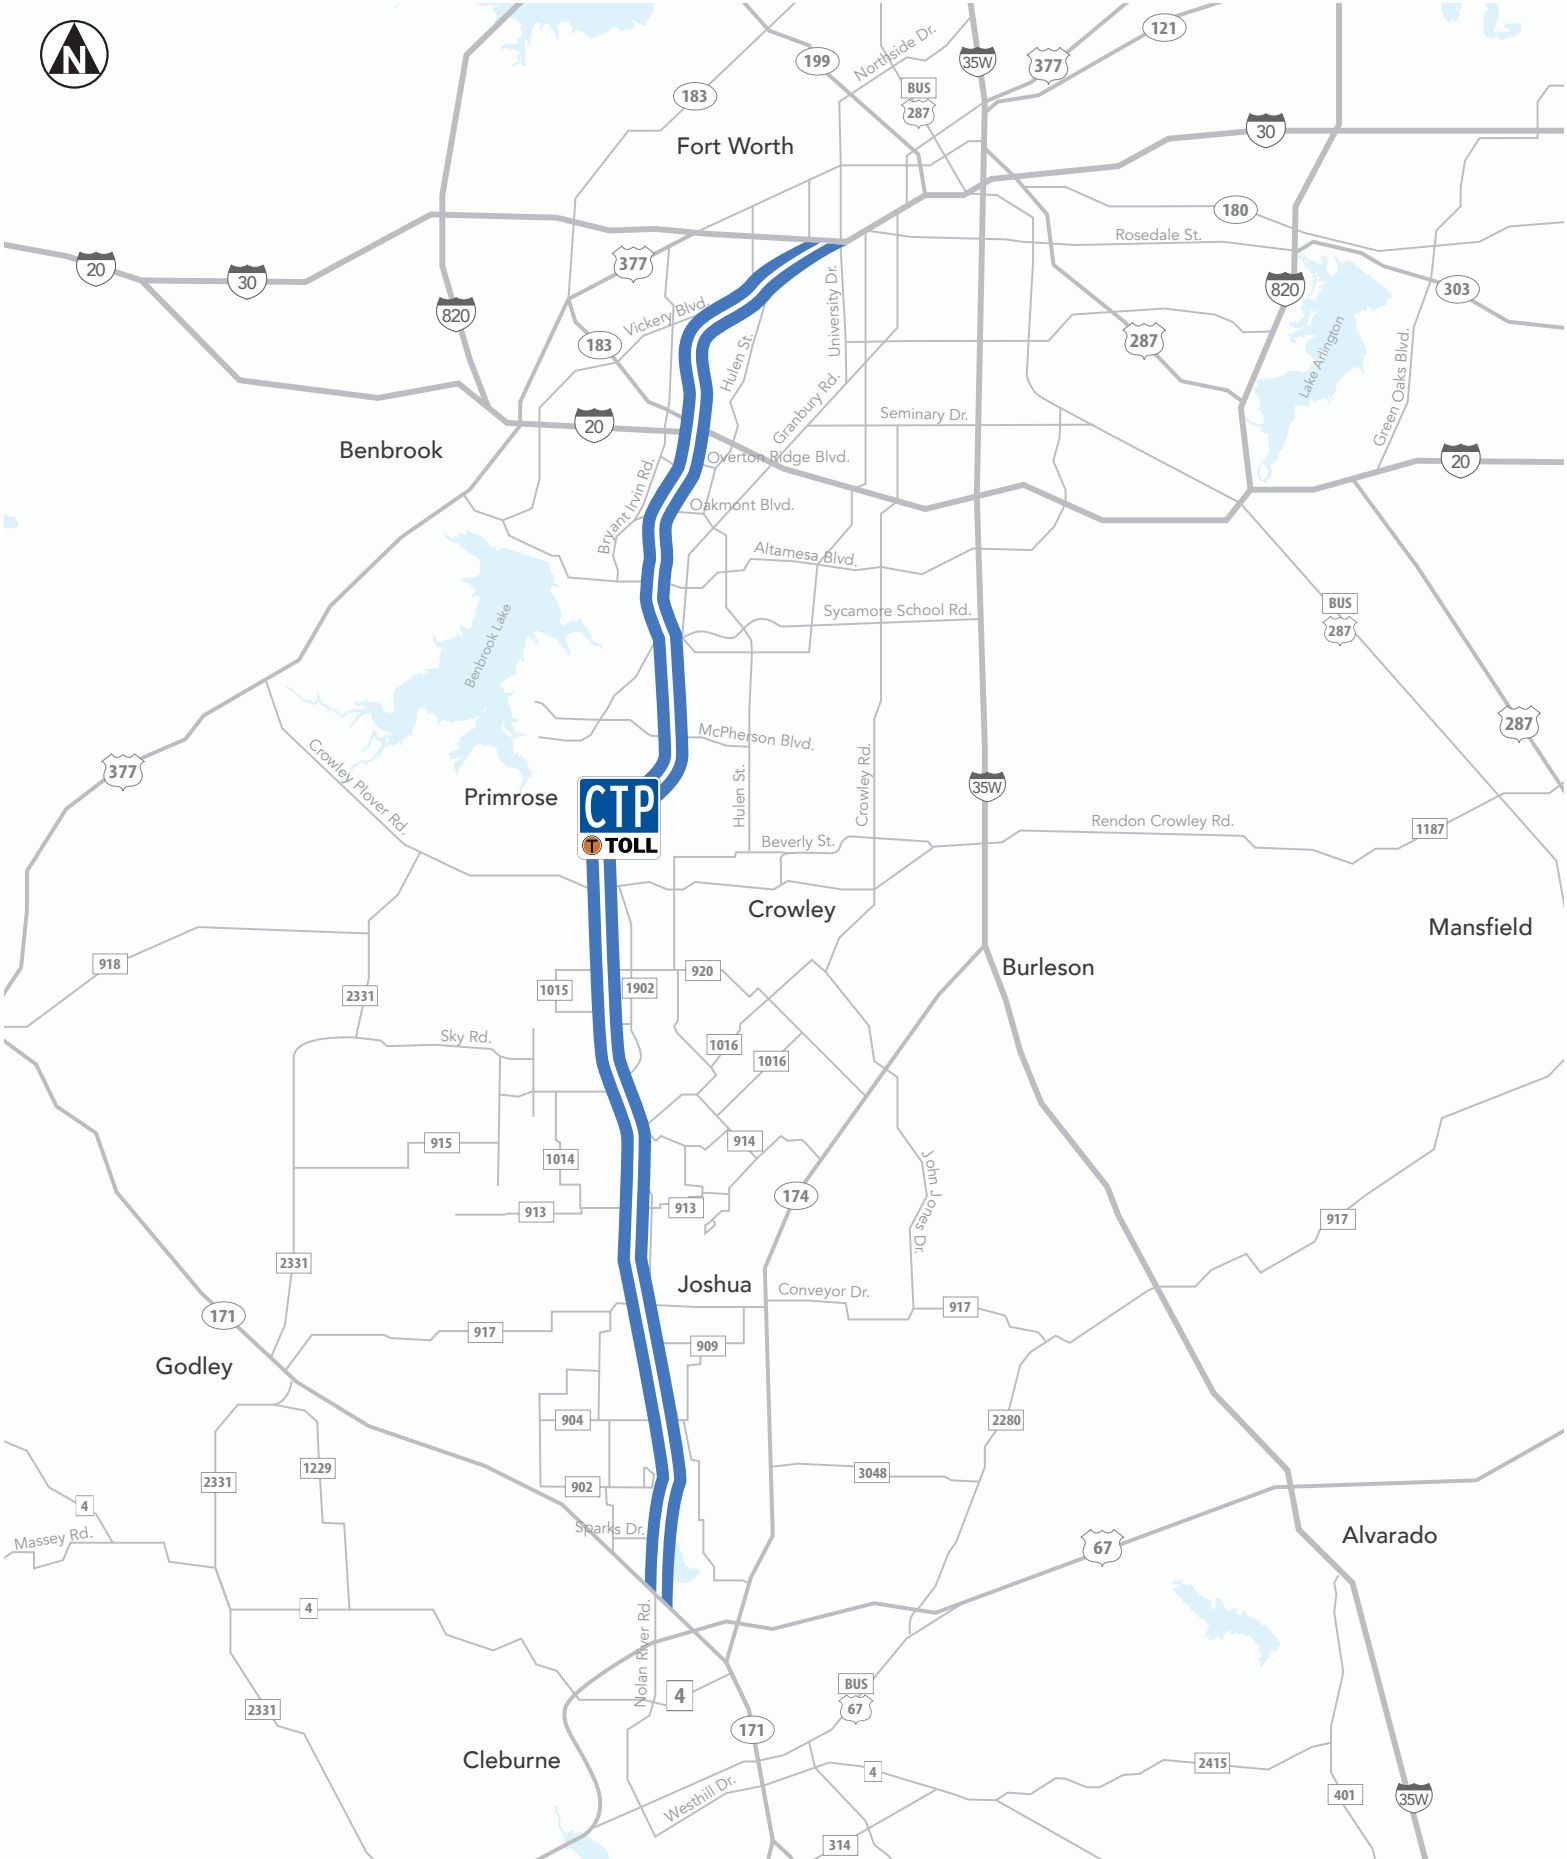 N
121
35W
377
199
Northside Dr.
BUS
287
183
30
Fort Worth
180
Rosedale St.
377
20
30
820
303
820
University Dr.
Vickery Blvd.
183
287
Hulen St.
Lake Arlington
Green Oaks Blvd.
Granbury Rd.
Seminary Dr.
20
Benbrook
Overton Ridge Blvd.
20
Bryant Irvin Rd.
Oakmont Blvd.
Altamesa Blvd.
Sycamore School Rd.
BUS
287
Benbrook Lake
287
McPherson Blvd.
377
Crowley Plover Rd.
Primrose
CTP
T TOLL
Hulen St.
Crowley Rd.
35W
Rendon Crowley Rd.
1187
Beverly St.
Crowley
Mansfield
918
920
Burleson
2331
1015
1902
Sky Rd.
1016
1016
915
914
1014
John Jones Dr.
174
913
913
917
2331
Joshua
Conveyor Dr.
171
917
917
909
Godley
904
2280
2331
1229
3048
902
4
Massey Rd.
Sparks Dr.
67
Alvarado
4
Nolan River Rd.
4
BUS
67
2331
171
Cleburne
4
2415
Westhill Dr.
401
35W
314